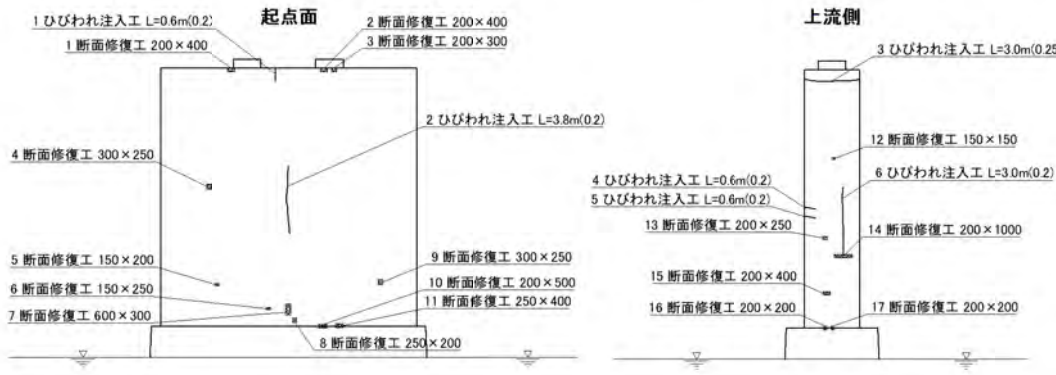 起点面
1 ひびわれ注入工 L=0.6m(0.2)
2 断面修復工 200×400
1 断面修復工 200×400
3 断面修復工 200×300
2 ひびわれ注入工 L=3.8m(0.2)
4 断面修復工 300×250
5 断面修復工 150×200
9 断面修復工 300×250
6 断面修復工 150×250
10 断面修復工 200×500
7 断面修復工 600×300
11 断面修復工 250×400
8 断面修復工 250×200
上流側
3 ひびわれ注入工 L=3.0m(0.25
12 断面修復工 150×150
4 ひびわれ注入工 L=0.6m(0.2)
6 ひびわれ注入工 L=3.0m(0.2)
5 ひびわれ注入工 L=0.6m(0.2)
13 断面修復工 200×250
14 断面修復工 200×1000
15 断面修復工 200×400
16 断面修復工 200×200
17 断面修復工 200×200